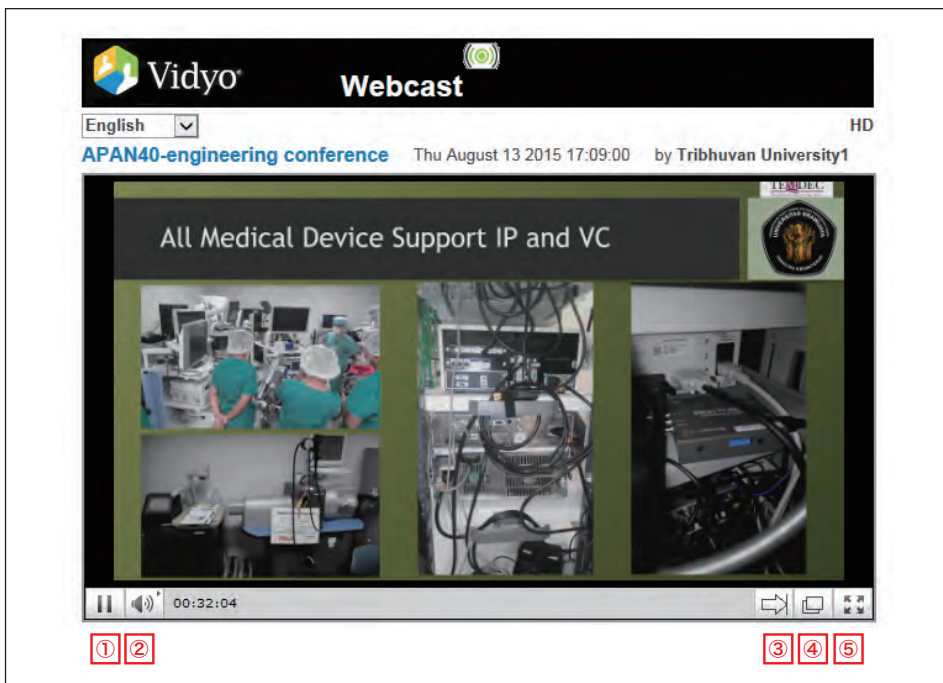 Vidyo
Webcast
English
HD
APAN40-engineering conference Thu August 13 2015 17:09:00 by Tribhuvan University1
TEMDEC
All Medical Device Support IP and VC
00:32:04
① ② ③ ④ ⑤